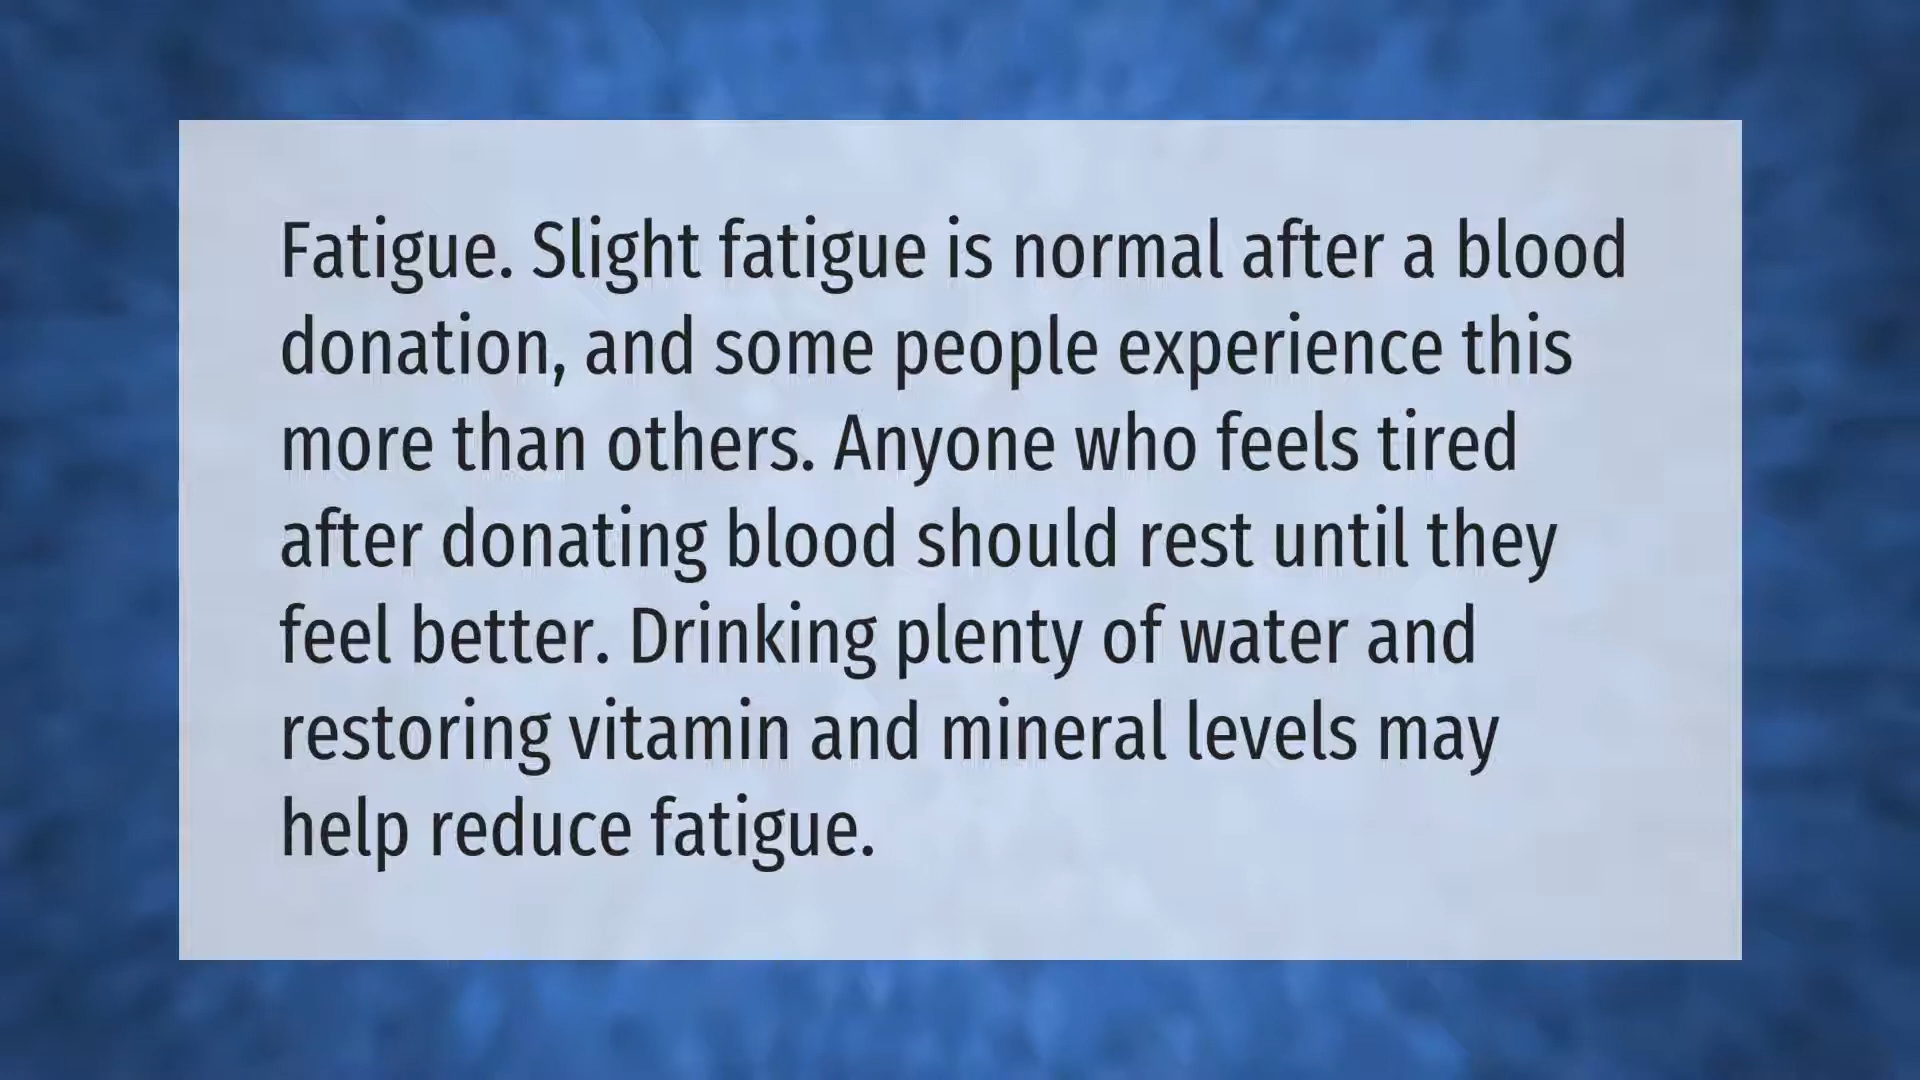 Fatigue. Slight fatigue is normal after a blood
donation, and some people experience this
more than others. Anyone who feels tired
after donating blood should rest until they
feel better. Drinking plenty of water and
restoring vitamin and mineral levels may
help reduce fatigue.